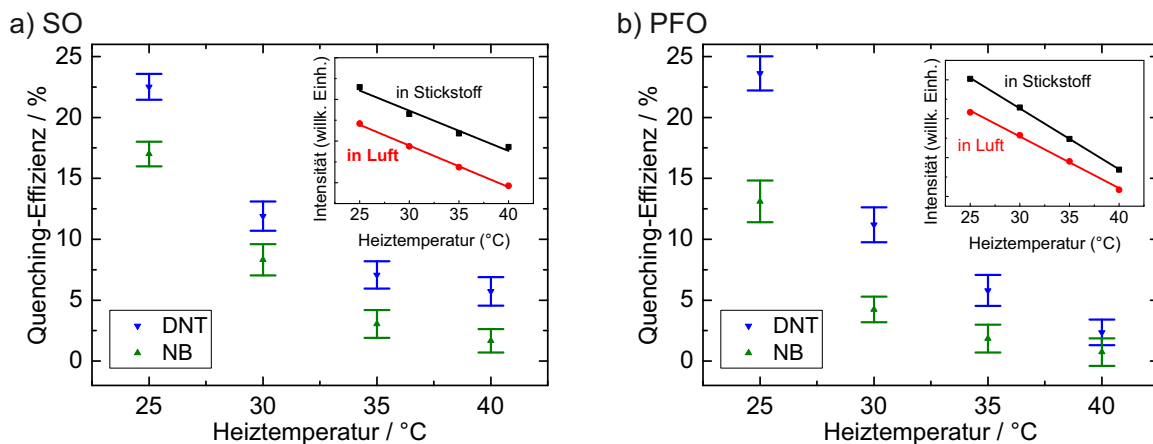 a) SO
Quenching-Effizienz / %
25
20
15
10
5
0
25
30
35
40
Heiztemperatur / °C
DNT
NB
Intensität (willk. Einh.)
in Stickstoff
in Luft
25
30
35
40
Heiztemperatur (°C)
b) PFO
Quenching-Effizienz / %
25
20
15
10
5
0
25
30
35
40
Heiztemperatur / °C
DNT
NB
Intensität (willk. Einh.)
in Stickstoff
in Luft
25
30
35
40
Heiztemperatur (°C)